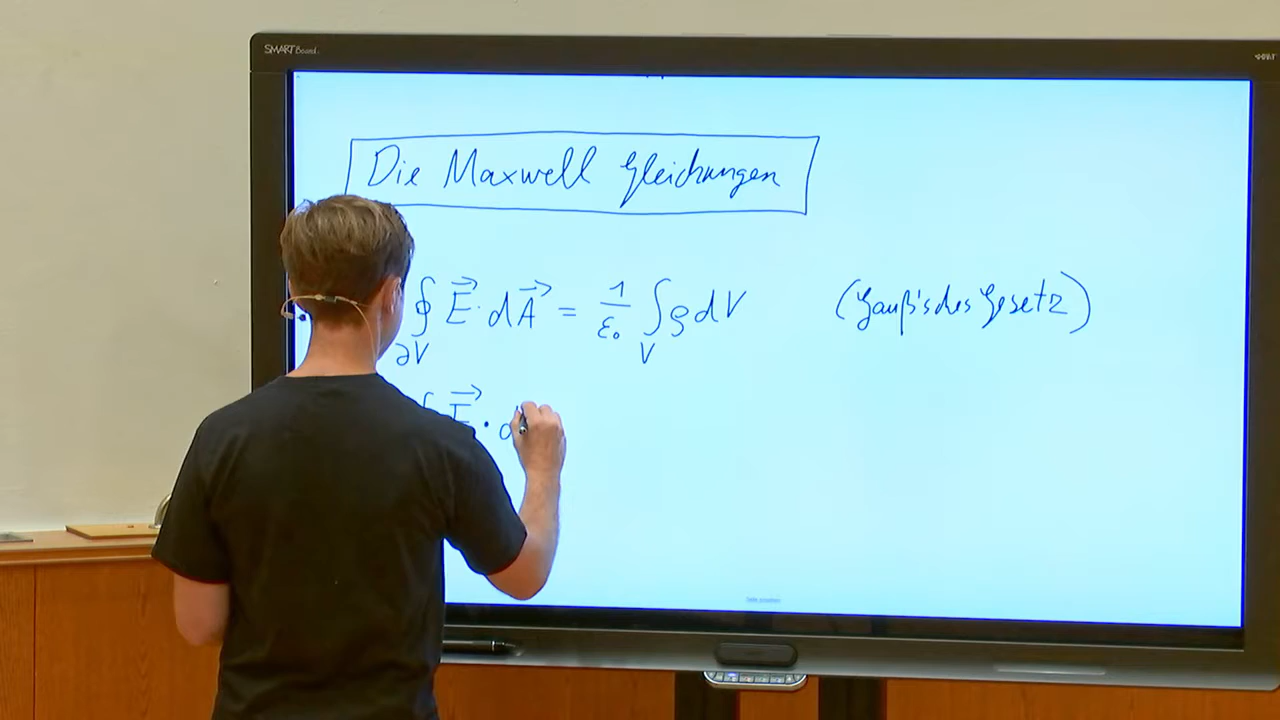 SMART Board
Die Maxwell Gleichungen
∮ E⃗ · dA⃗ = 1/ε₀ ∫ ρ dV (Gauß'sches Gesetz)
∂V V
E⃗ · d